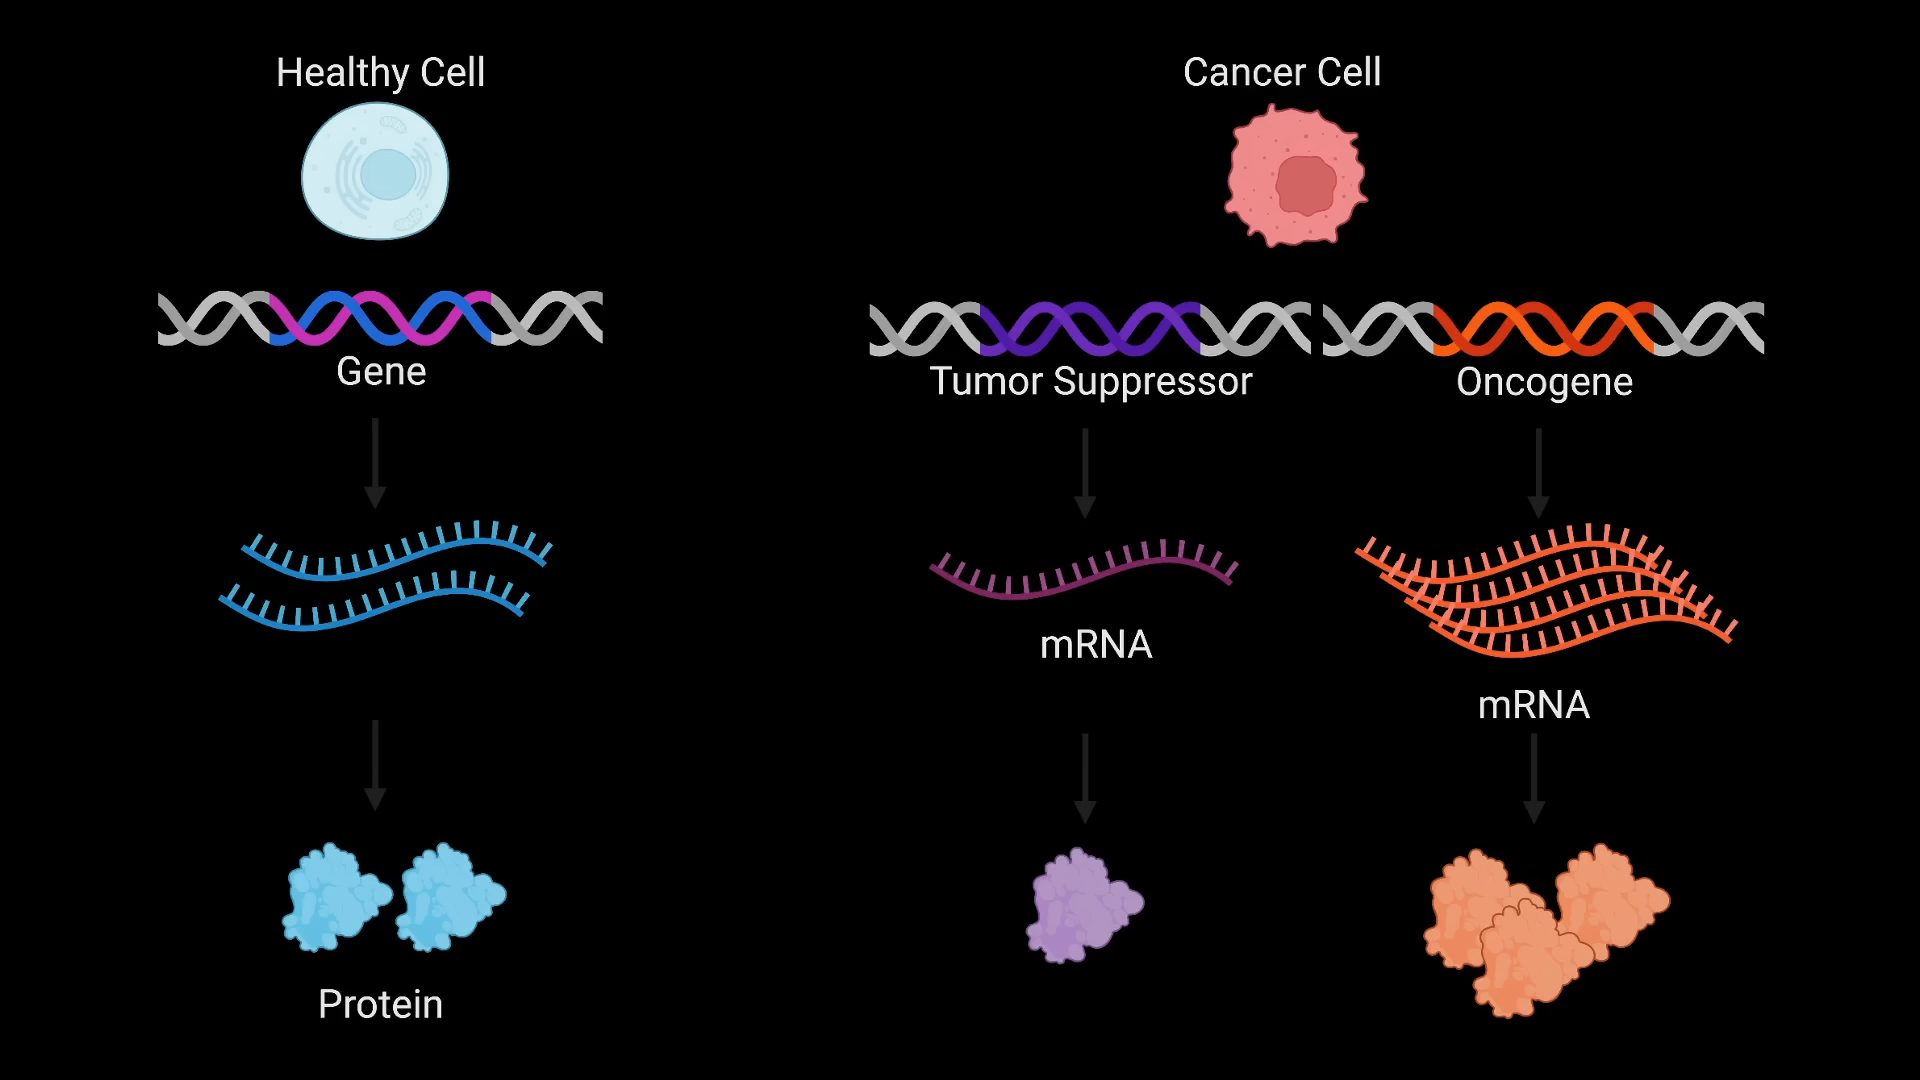 Healthy Cell
Cancer Cell
Gene
Tumor Suppressor
Oncogene
mRNA
mRNA
Protein